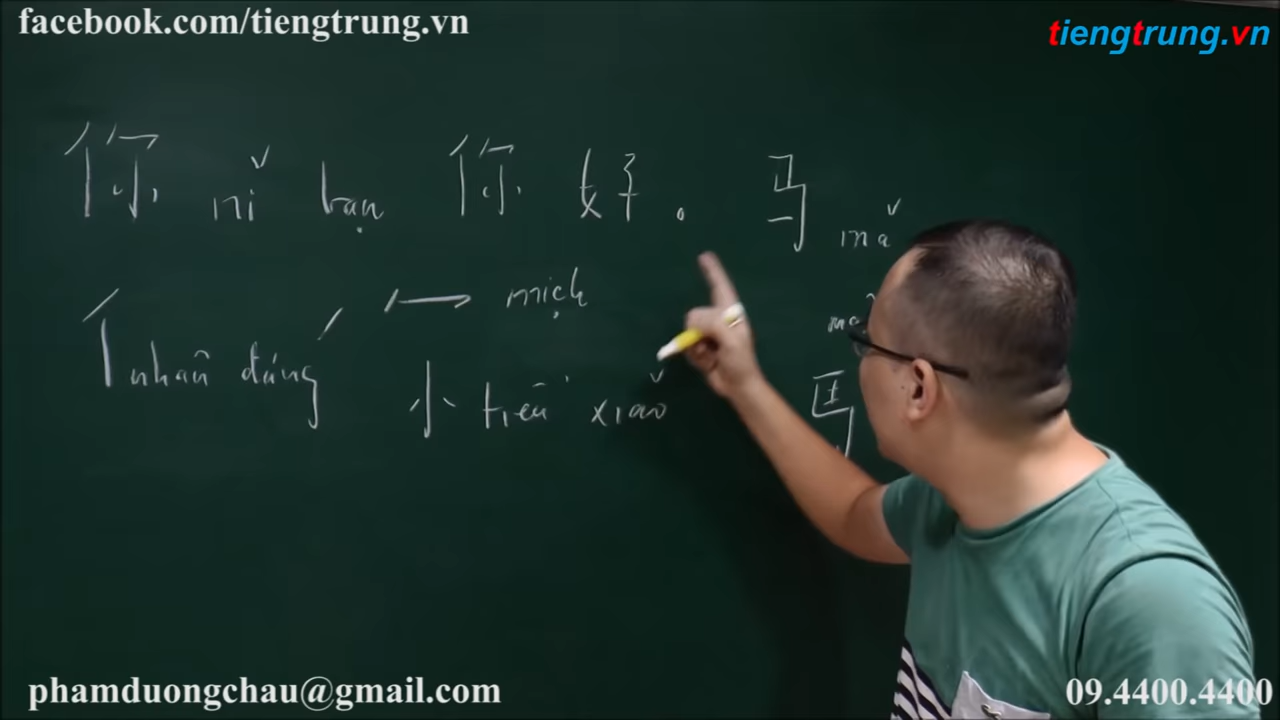 facebook.com/tiengtrung.vn
tiengtrung.vn
你 nǐ bạn 你好。 马 mǎ
亻 nhân đứng 冖 mịch
小 tiểu xiǎo
phamduongchau@gmail.com
09.4400.4400